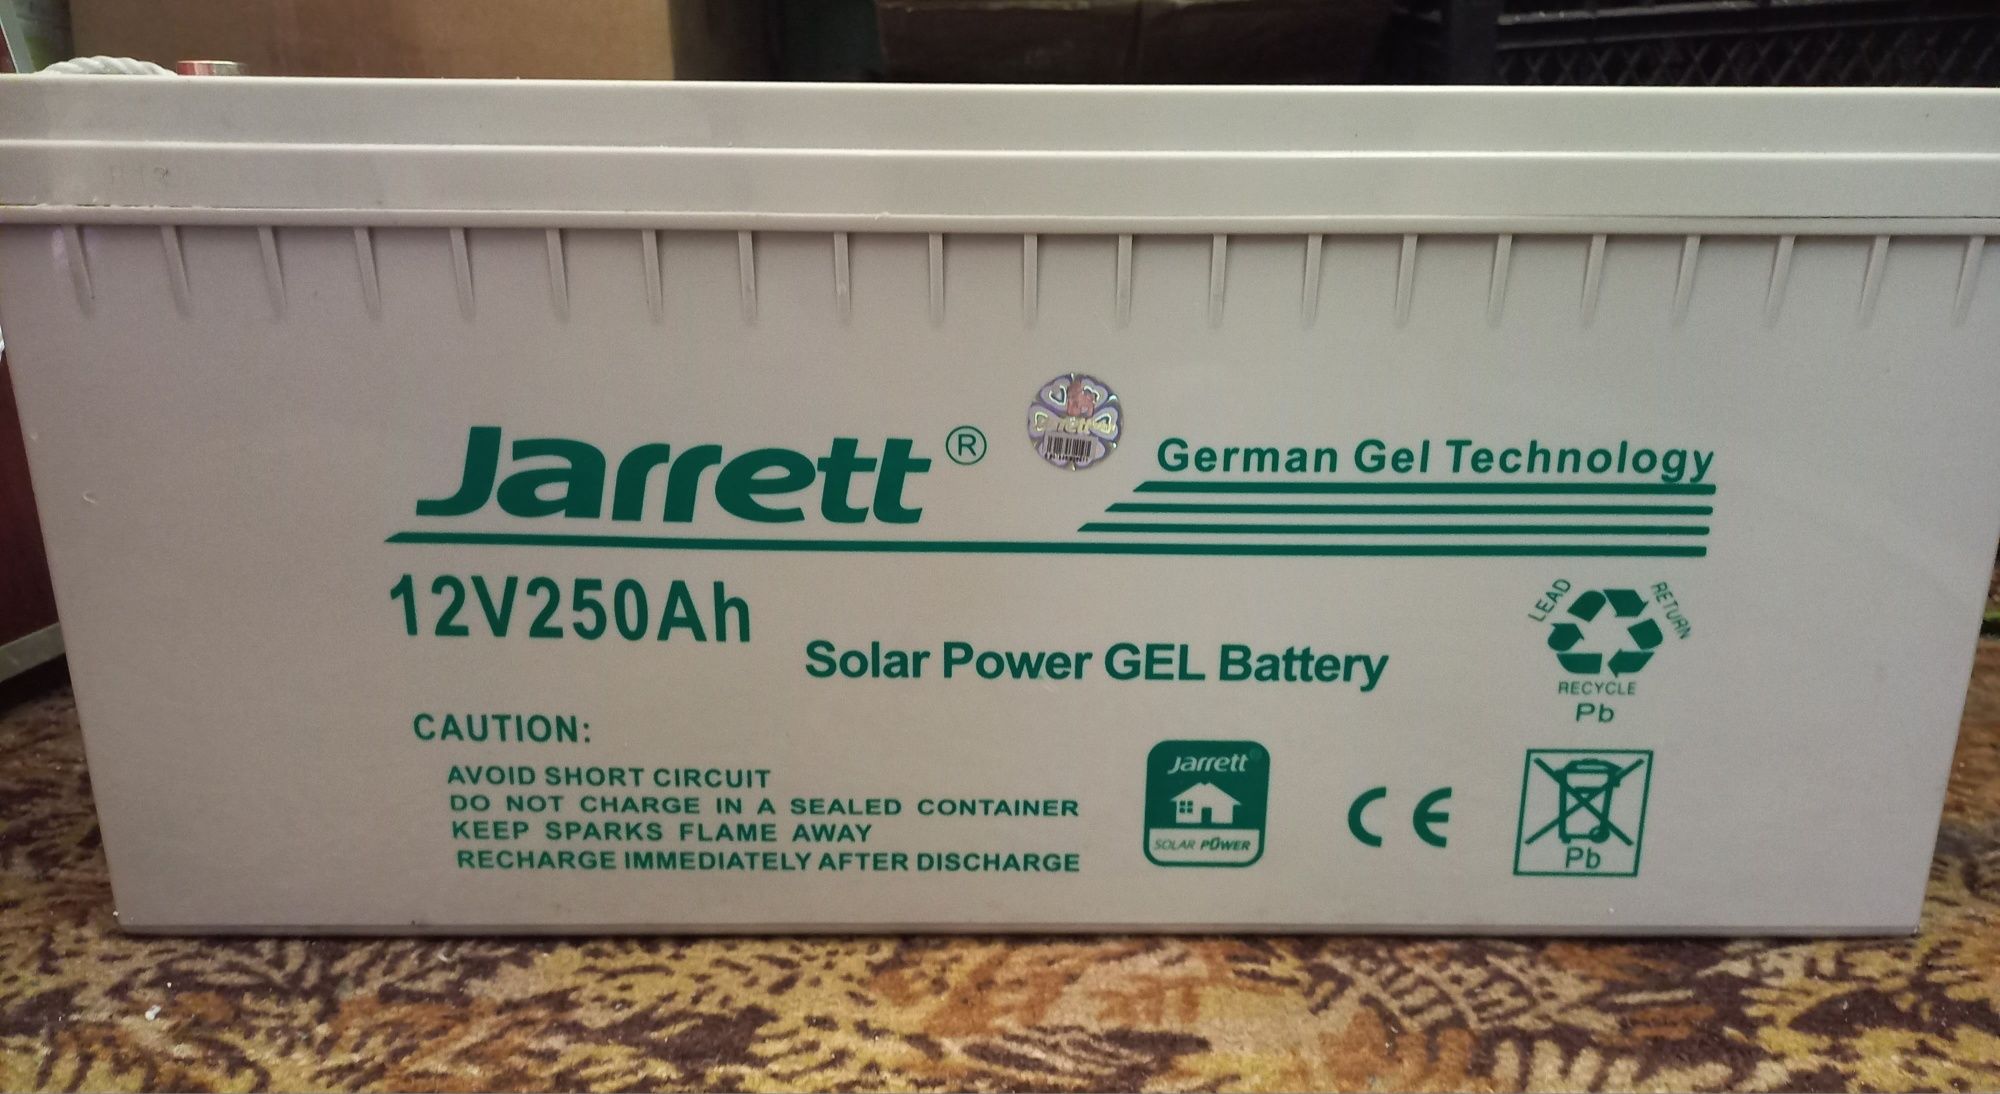 Jarrett®
German Gel Technology
12V250Ah
Solar Power GEL Battery
LEAD
RETURN
RECYCLE
Pb
CAUTION:
AVOID SHORT CIRCUIT
DO NOT CHARGE IN A SEALED CONTAINER
KEEP SPARKS FLAME AWAY
RECHARGE IMMEDIATELY AFTER DISCHARGE
Jarrett®
SOLAR POWER
CE
Pb